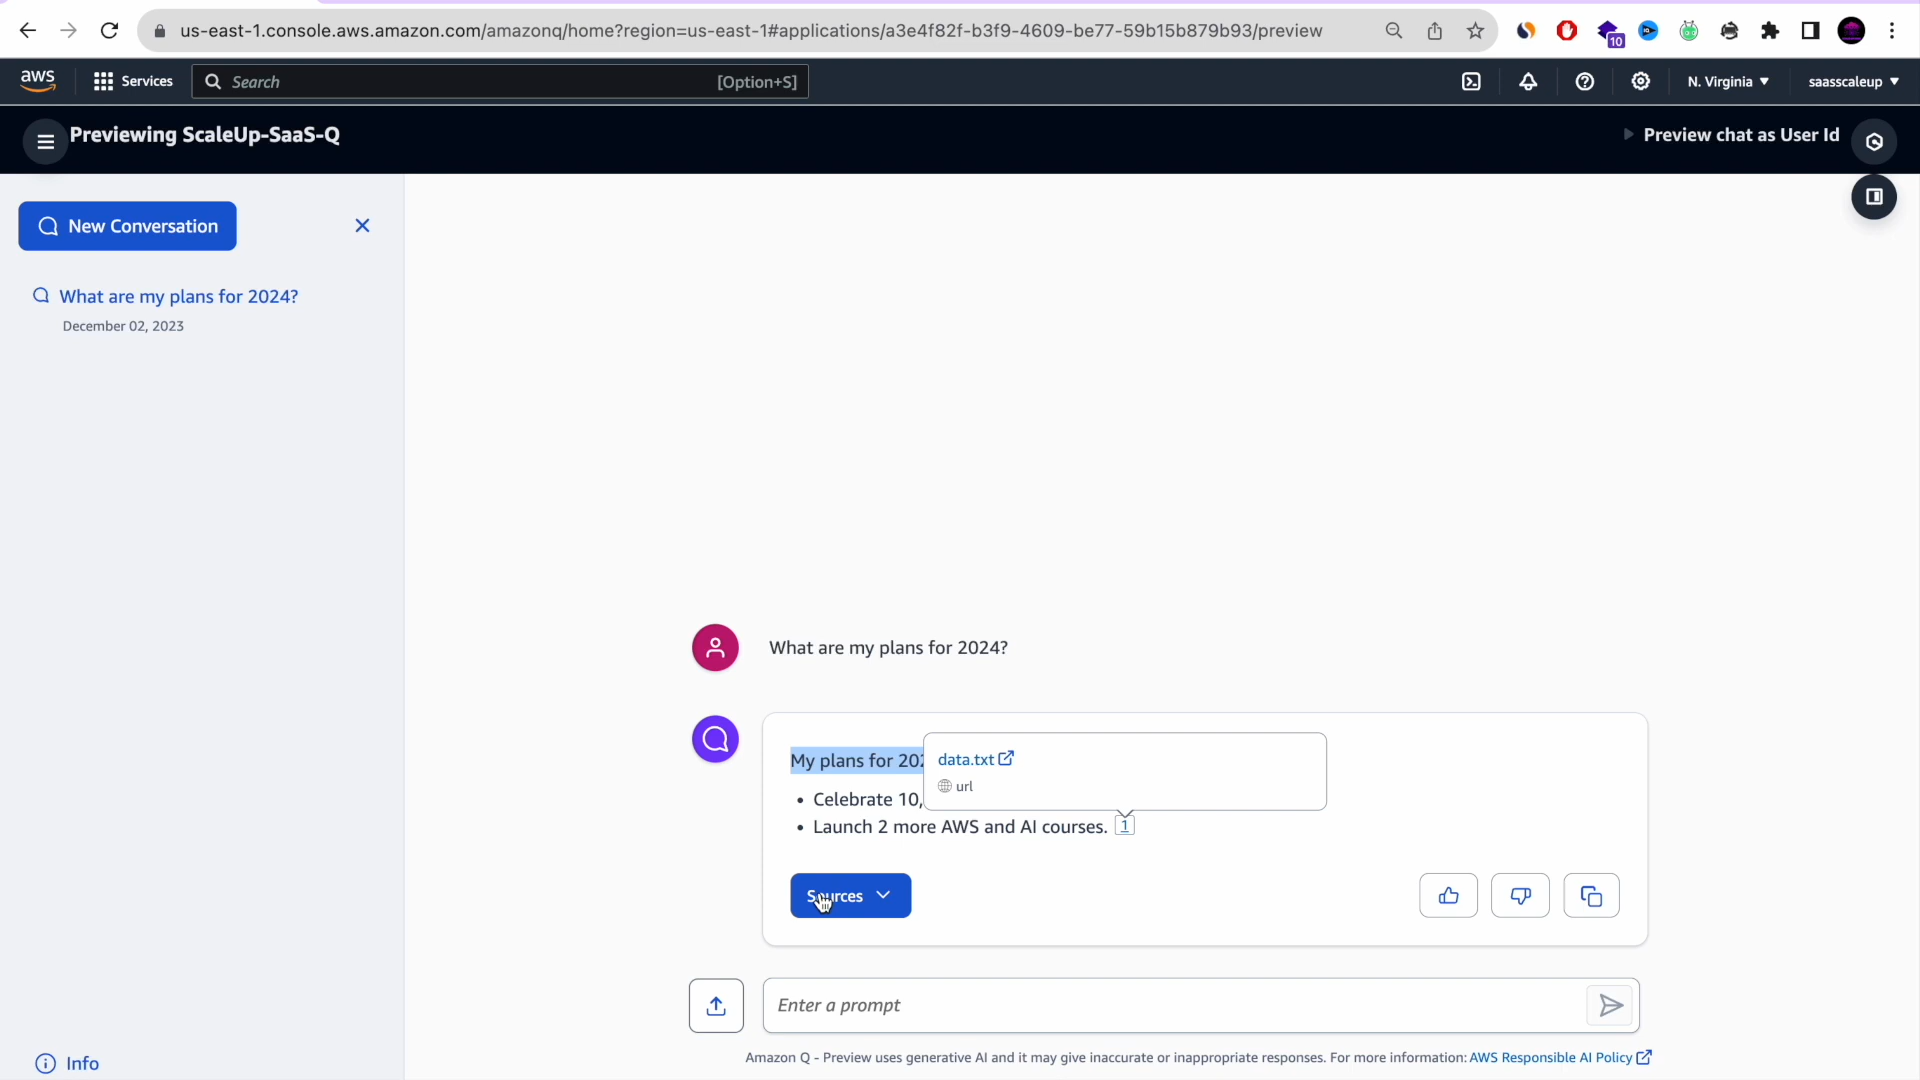 us-east-1.console.aws.amazon.com/amazonq/home?region=us-east-1#applications/a3e4f82f-b3f9-4609-be77-59b15b879b93/preview
10
aws
Services
Search
[Option+S]
N. Virginia
saasscaleup
Previewing ScaleUp-SaaS-Q
Preview chat as User Id
New Conversation
What are my plans for 2024?
December 02, 2023
What are my plans for 2024?
My plans for 202
data.txt
url
• Celebrate 10,
• Launch 2 more AWS and AI courses. 1
Sources
Enter a prompt
Amazon Q - Preview uses generative AI and it may give inaccurate or inappropriate responses. For more information: AWS Responsible AI Policy
Info